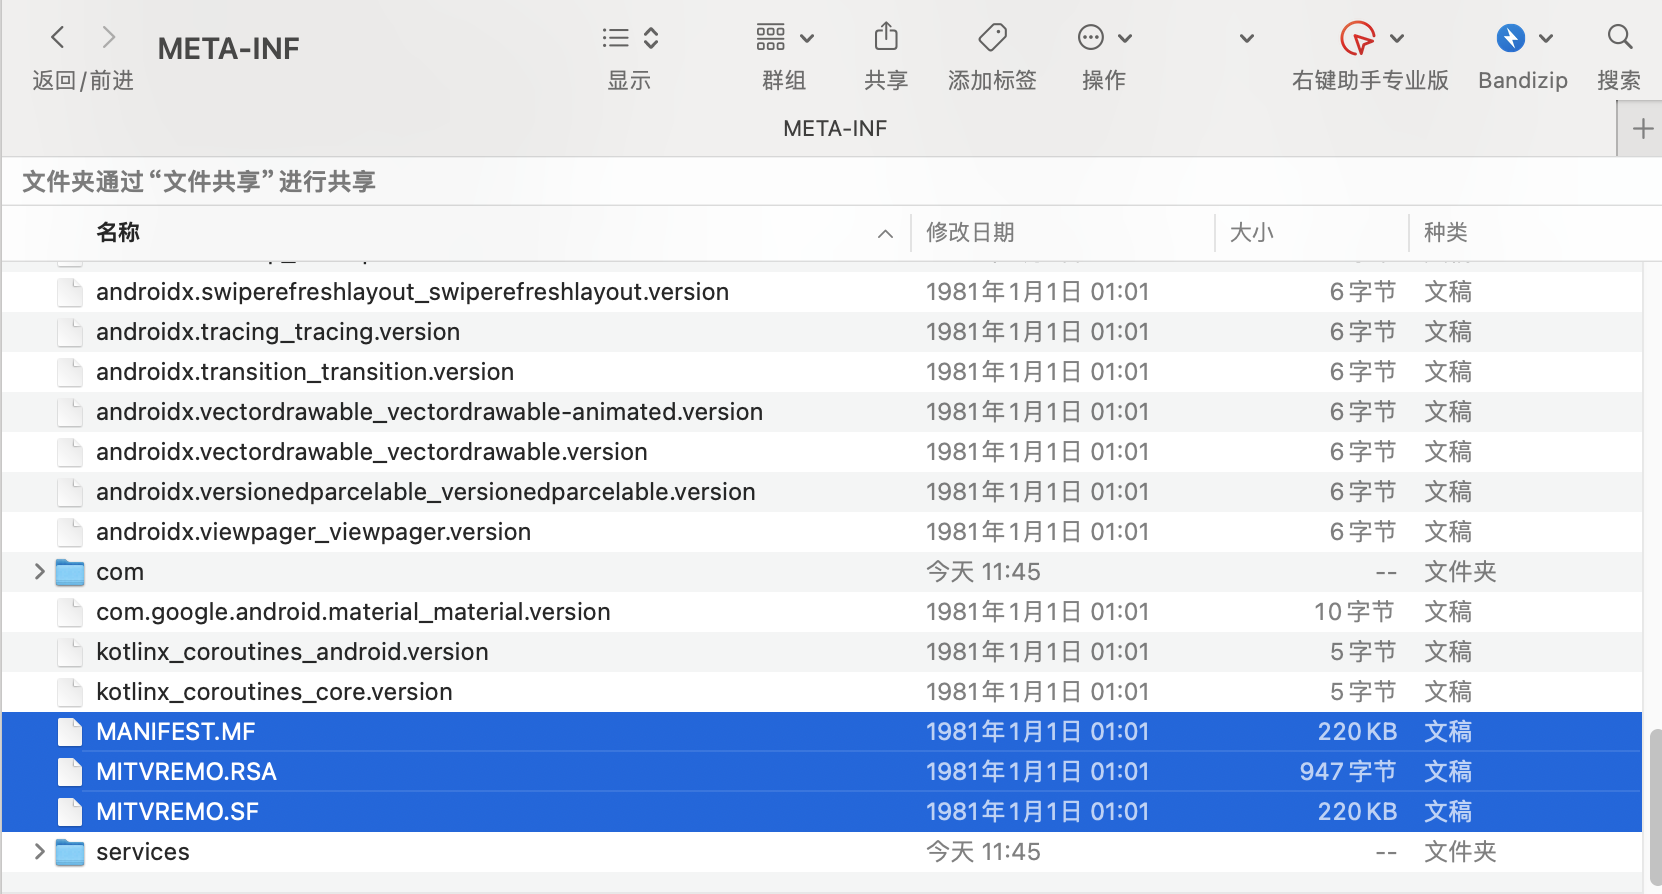 META-INF
返回/前进
显示
群组
共享
添加标签
操作
右键助手专业版
Bandizip
搜索
META-INF
文件夹通过“文件共享”进行共享
名称 修改日期 大小 种类
androidx.swiperefreshlayout_swiperefreshlayout.version 1981年1月1日 01:01 6字节 文稿
androidx.tracing_tracing.version 1981年1月1日 01:01 6字节 文稿
androidx.transition_transition.version 1981年1月1日 01:01 6字节 文稿
androidx.vectordrawable_vectordrawable-animated.version 1981年1月1日 01:01 6字节 文稿
androidx.vectordrawable_vectordrawable.version 1981年1月1日 01:01 6字节 文稿
androidx.versionedparcelable_versionedparcelable.version 1981年1月1日 01:01 6字节 文稿
androidx.viewpager_viewpager.version 1981年1月1日 01:01 6字节 文稿
com 今天 11:45 -- 文件夹
com.google.android.material_material.version 1981年1月1日 01:01 10字节 文稿
kotlinx_coroutines_android.version 1981年1月1日 01:01 5字节 文稿
kotlinx_coroutines_core.version 1981年1月1日 01:01 5字节 文稿
MANIFEST.MF 1981年1月1日 01:01 220 KB 文稿
MITVREMO.RSA 1981年1月1日 01:01 947字节 文稿
MITVREMO.SF 1981年1月1日 01:01 220 KB 文稿
services 今天 11:45 -- 文件夹